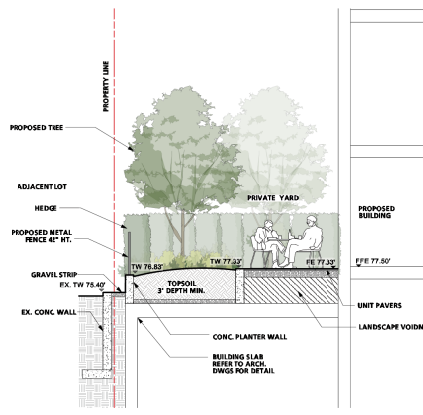 PROPERTY LINE
PROPOSED TREE
ADJACENT LOT
HEDGE
PROPOSED METAL
FENCE 42" HT.
GRAVIL STRIP
EX. TW 75.40'
EX. CONC. WALL
PRIVATE YARD
PROPOSED
BUILDING
TW 76.83'
TW 77.33'
FE 77.33'
FFE 77.50'
TOPSOIL
3' DEPTH MIN.
UNIT PAVERS
LANDSCAPE VOIDN
CONC. PLANTER WALL
BUILDING SLAB
REFER TO ARCH.
DWGS FOR DETAIL